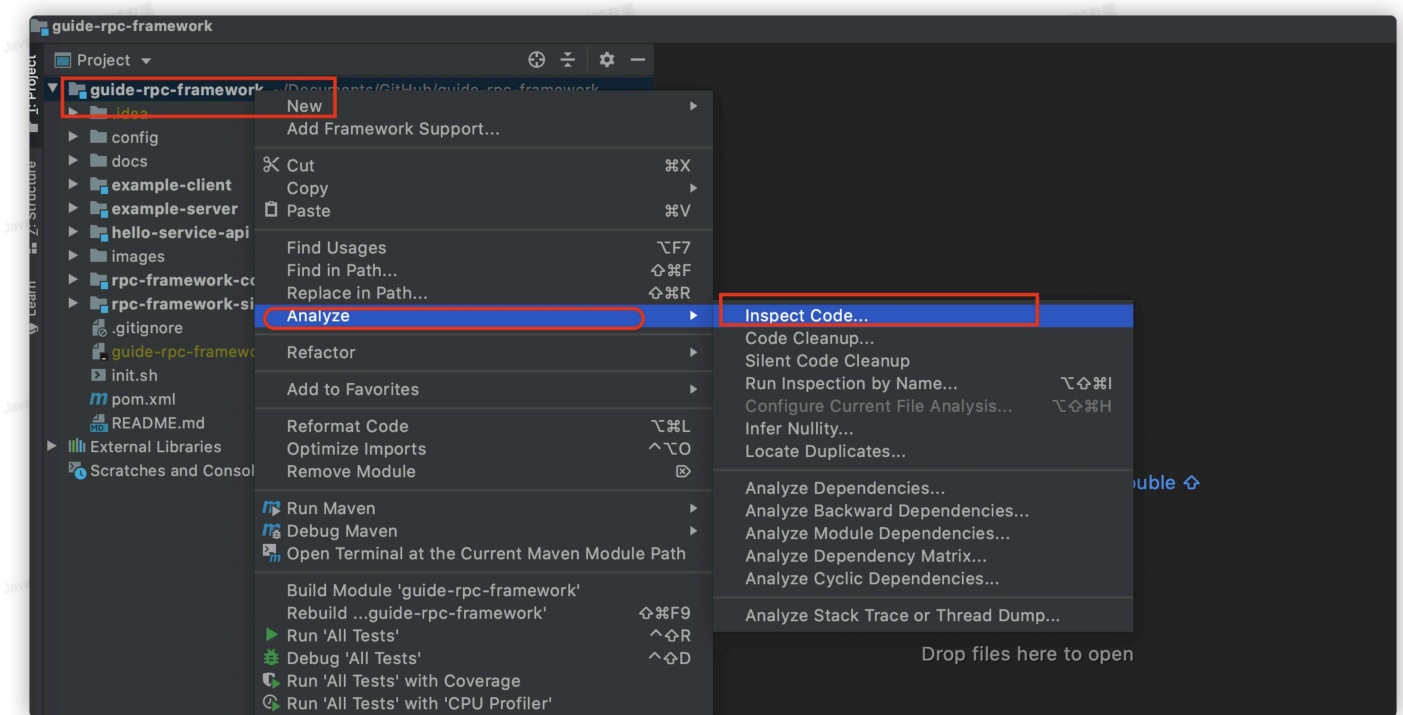 guide-rpc-framework
Project
1: Project
guide-rpc-framework ~/Documents/GitHub/guide-rpc-framework
.idea
config
docs
example-client
example-server
hello-service-api
images
rpc-framework-co
rpc-framework-si
.gitignore
guide-rpc-framewo
init.sh
pom.xml
README.md
External Libraries
Scratches and Consol
Z: Structure
Learn
New
Add Framework Support...
Cut ⌘X
Copy
Paste ⌘V
Find Usages ⌥F7
Find in Path... ⇧⌘F
Replace in Path... ⇧⌘R
Analyze
Refactor
Add to Favorites
Reformat Code ⌥⌘L
Optimize Imports ^⌥O
Remove Module ⌦
Run Maven
Debug Maven
Open Terminal at the Current Maven Module Path
Build Module 'guide-rpc-framework'
Rebuild ...guide-rpc-framework' ⇧⌘F9
Run 'All Tests' ^⇧R
Debug 'All Tests' ^⇧D
Run 'All Tests' with Coverage
Run 'All Tests' with 'CPU Profiler'
Inspect Code...
Code Cleanup...
Silent Code Cleanup
Run Inspection by Name... ⌥⇧⌘I
Configure Current File Analysis... ⌥⇧⌘H
Infer Nullity...
Locate Duplicates...
Analyze Dependencies...
Analyze Backward Dependencies...
Analyze Module Dependencies...
Analyze Dependency Matrix...
Analyze Cyclic Dependencies...
Analyze Stack Trace or Thread Dump...
uble ⇧
Drop files here to open